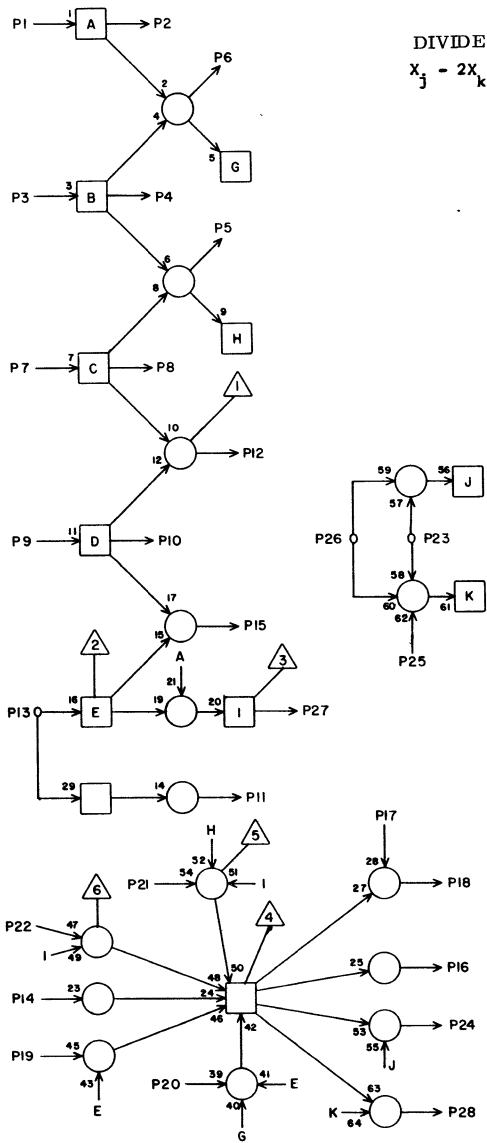 1
P1 A P2
DIVIDE
P6
X_j - 2X_k
2
4
5 G
3
P3 B P4
P5
6
8
9
H
7
P7 C P8
1
10
12 P12
59 56 J
57
11
P9 D P10
P26 P23
58
17
60 61 K
62
15 P15
2
P25
A
3
21
P13 16 E 19 20 I P27
29 14 P11
P17
H 5
52
28
P21 54 51 I
27 P18
6
4
P22 47
I 49
50
48
25 P16
P14 23 24
46
42
53 P24
55
J
P19 45
43
E
P20 39 41 E
40
G
63
K 64 P28